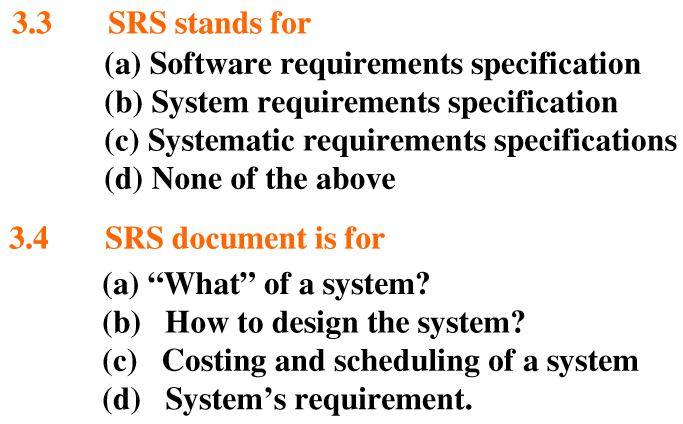 3.3 SRS stands for
(a) Software requirements specification
(b) System requirements specification
(c) Systematic requirements specifications
(d) None of the above
3.4 SRS document is for
(a) “What” of a system?
(b) How to design the system?
(c) Costing and scheduling of a system
(d) System’s requirement.